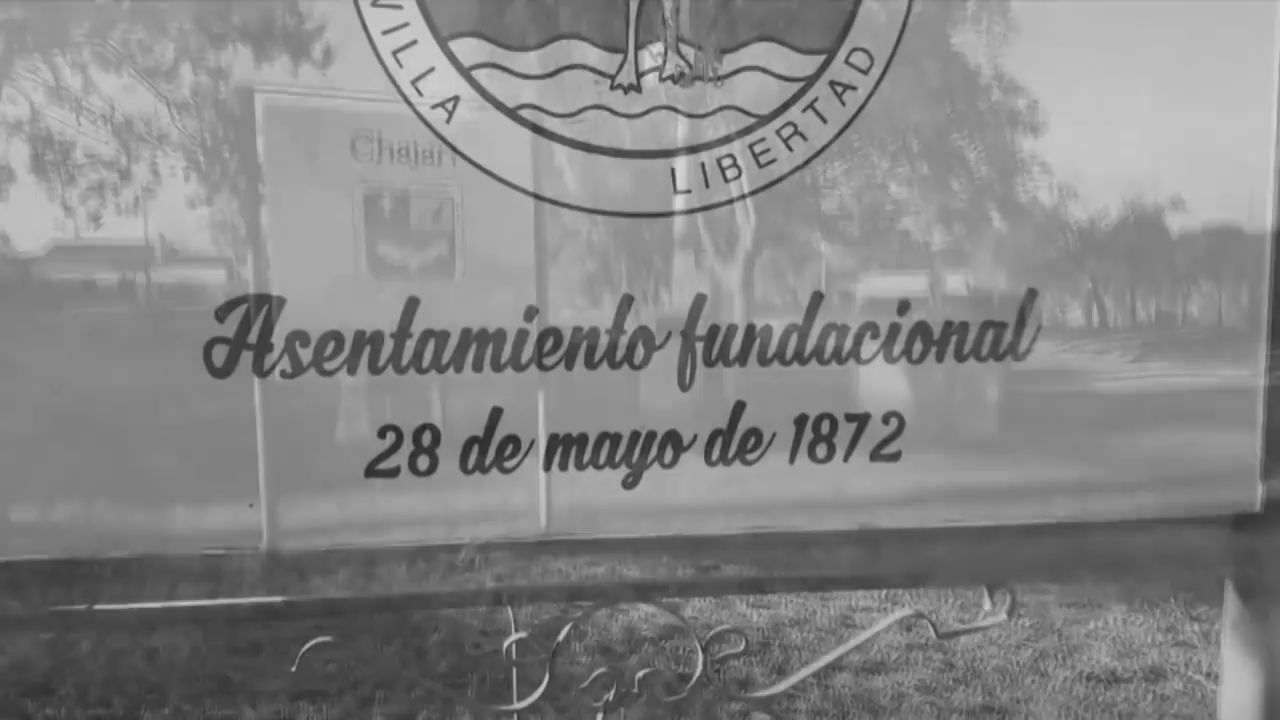 VILLA LIBERTAD
Chajarí
Asentamiento fundacional
28 de mayo de 1872